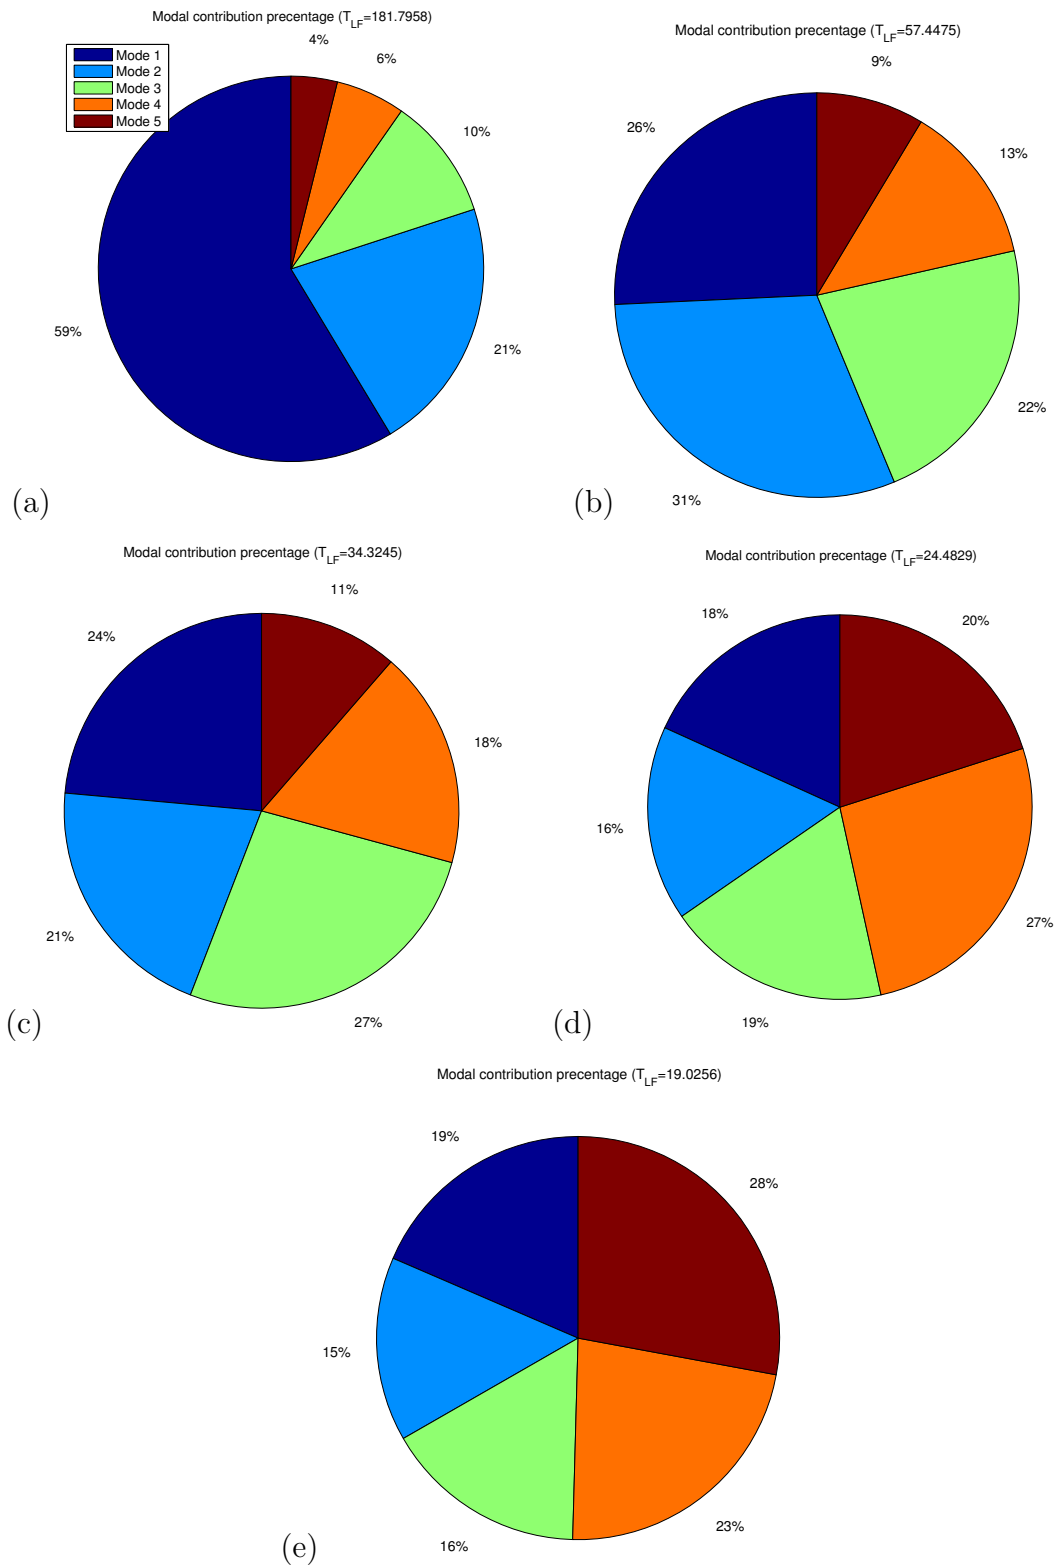 Modal contribution precentage (T_LF=181.7958)
Mode 1
Mode 2
Mode 3
Mode 4
Mode 5
4%
6%
10%
21%
59%
(a)
Modal contribution precentage (T_LF=57.4475)
9%
26%
13%
22%
31%
(b)
Modal contribution precentage (T_LF=34.3245)
11%
24%
18%
21%
27%
(c)
Modal contribution precentage (T_LF=24.4829)
18%
20%
16%
27%
19%
(d)
Modal contribution precentage (T_LF=19.0256)
19%
28%
15%
23%
16%
(e)